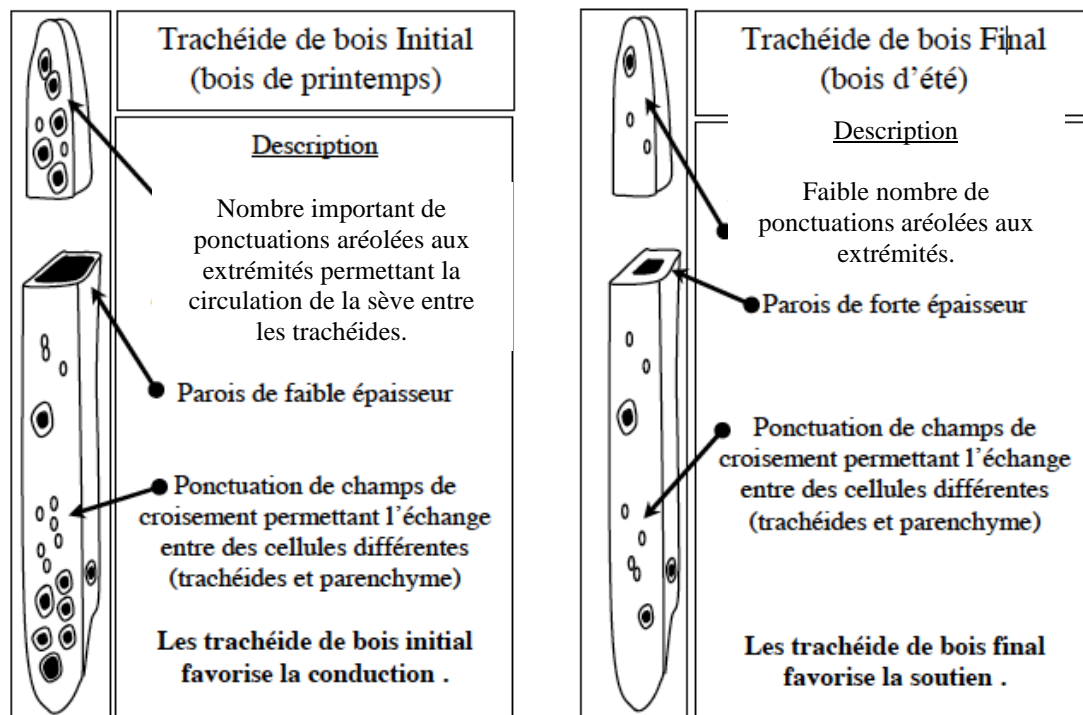 Trachéide de bois Initial
(bois de printemps)
Description
Nombre important de
ponctuations aréolées aux
extrémités permettant la
circulation de la sève entre
les trachéides.
Parois de faible épaisseur
Ponctuation de champs de
croisement permettant l'échange
entre des cellules différentes
(trachéides et parenchyme)
Les trachéide de bois initial
favorise la conduction .
Trachéide de bois Final
(bois d'été)
Description
Faible nombre de
ponctuations aréolées aux
extrémités.
Parois de forte épaisseur
Ponctuation de champs de
croisement permettant l'échange
entre des cellules différentes
(trachéides et parenchyme)
Les trachéide de bois final
favorise la soutien .